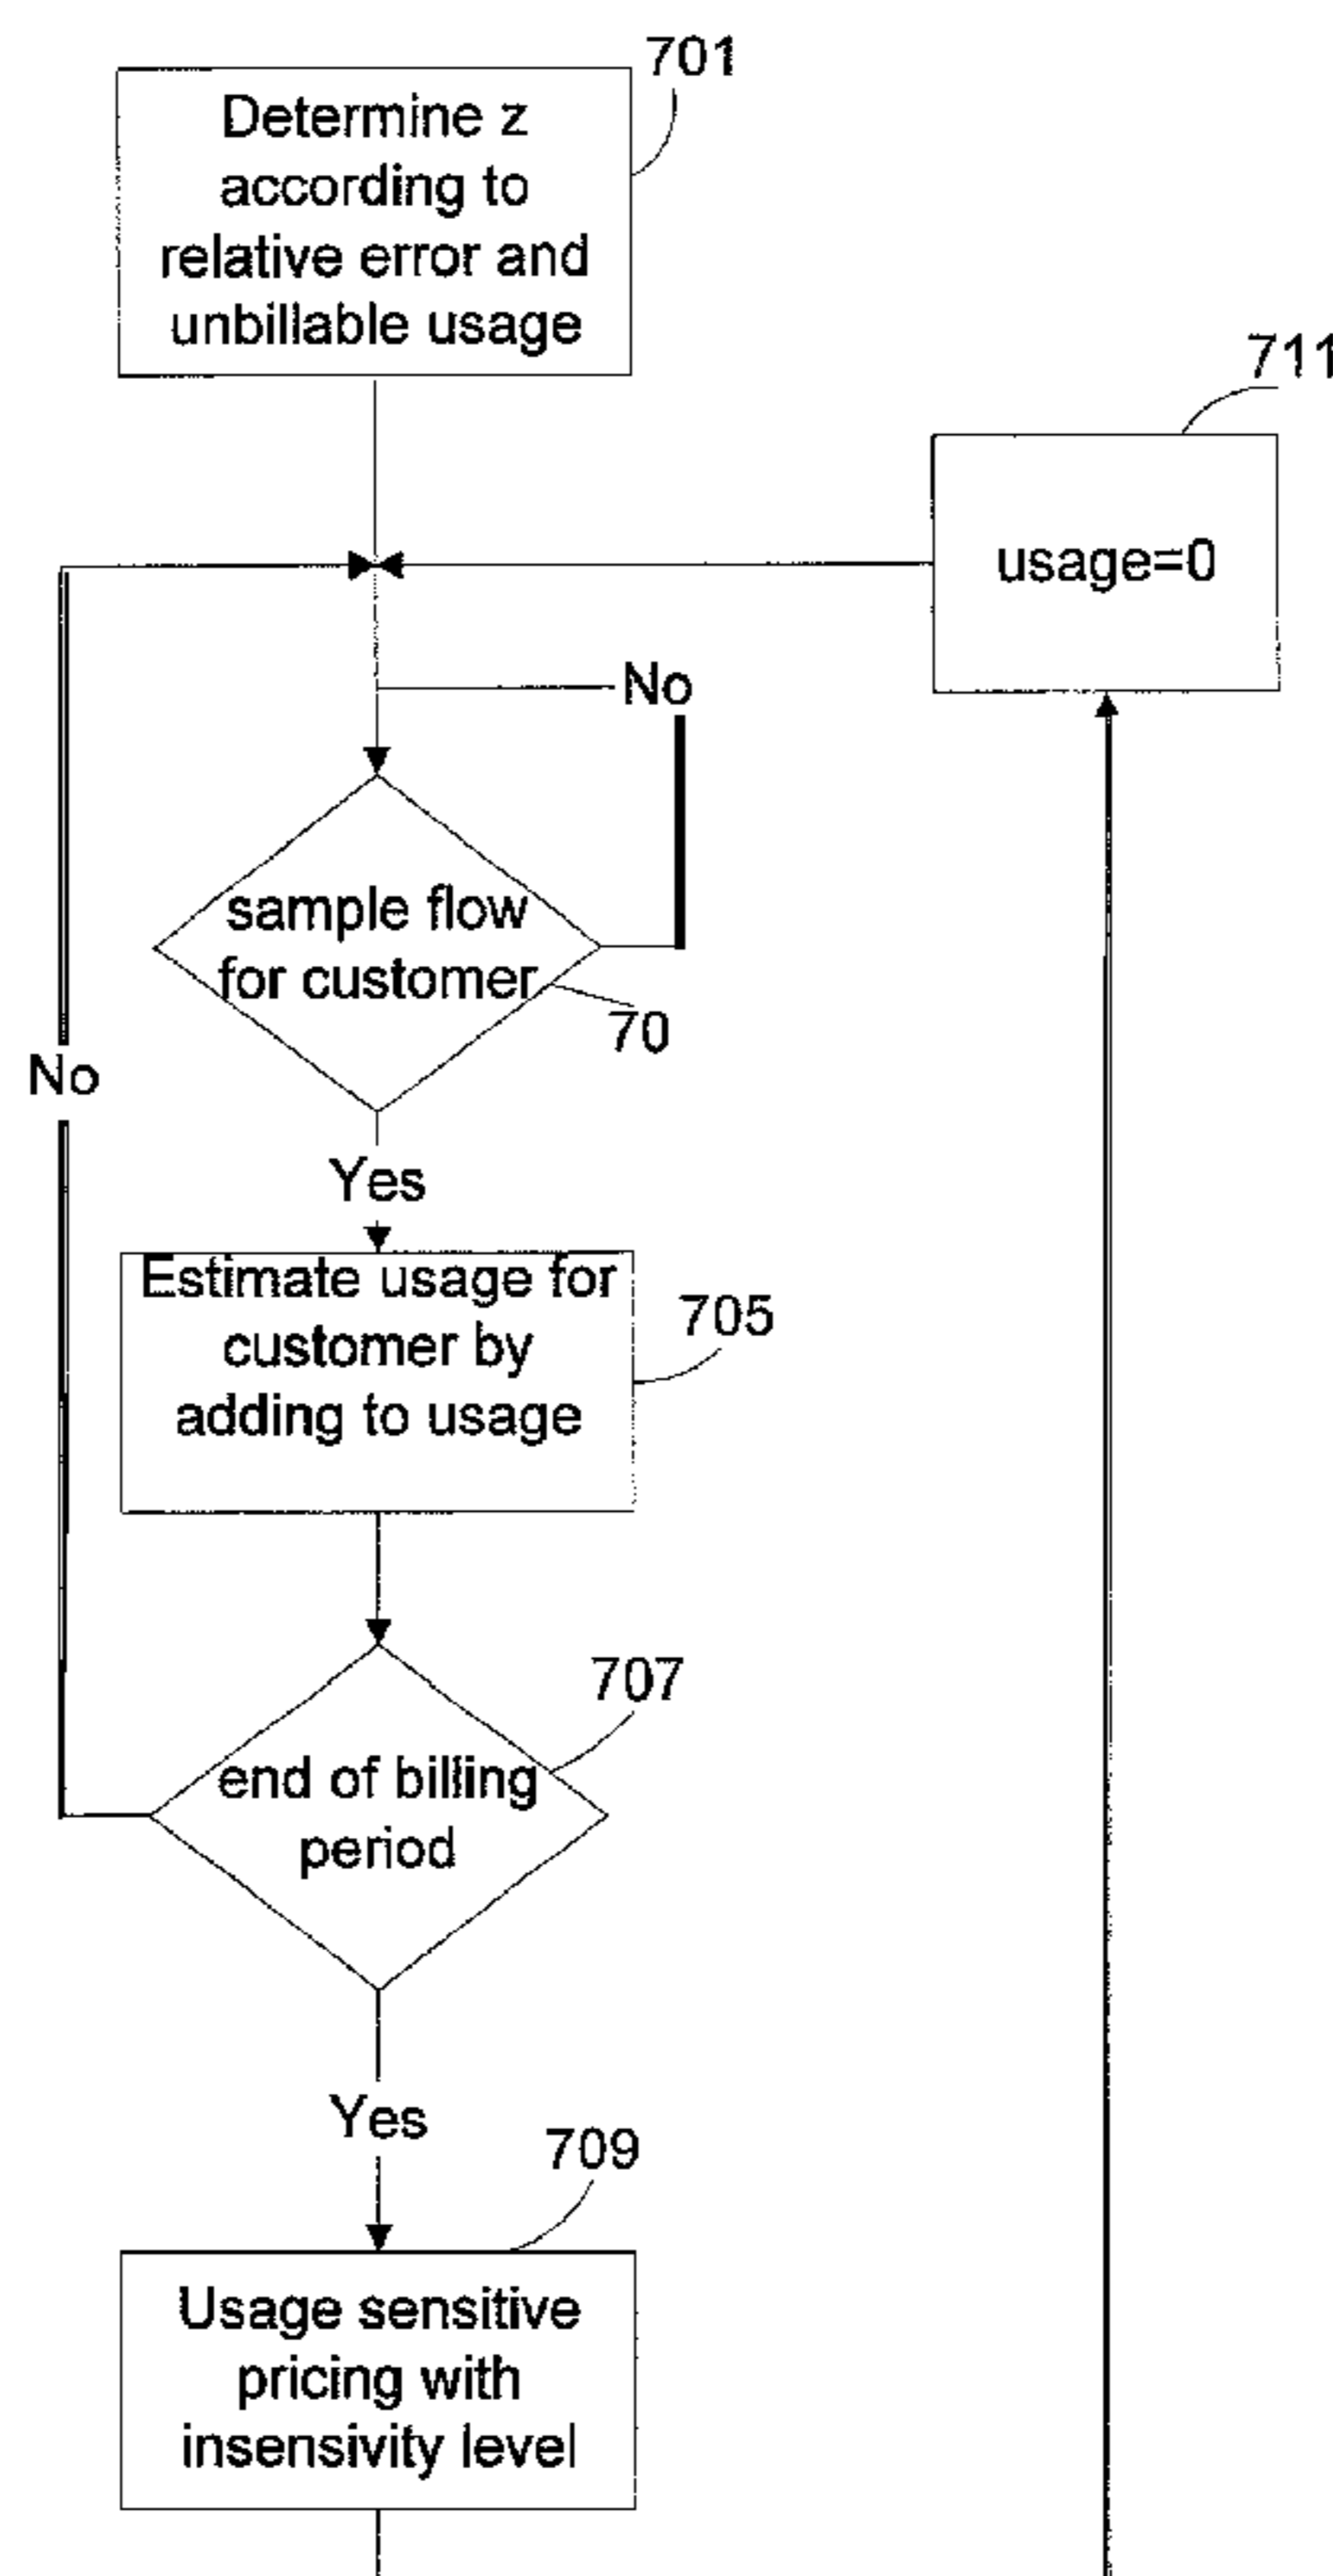 701
Determine z
according to
relative error and
unbillable usage
711
usage=0
No
sample flow
for customer
70
No
Yes
Estimate usage for
customer by
adding to usage
705
707
end of billing
period
Yes
709
Usage sensitive
pricing with
insensivity level